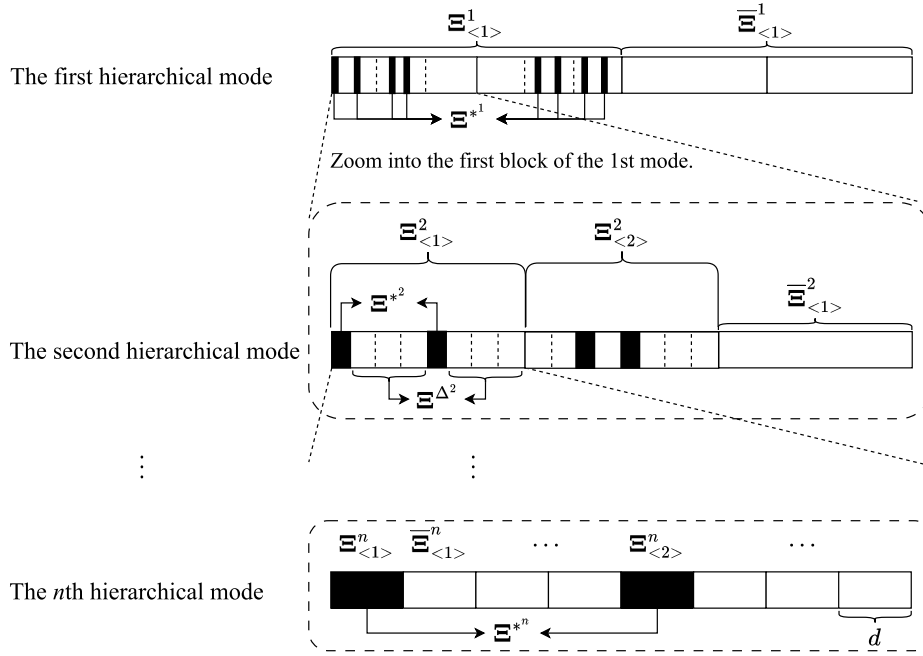 Ξ^1_{<1>} Ξ̅^1_{<1>}
The first hierarchical mode
Ξ^{*^1}
Zoom into the first block of the 1st mode.
Ξ^2_{<1>} Ξ^2_{<2>}
Ξ^{*^2} Ξ̅^2_{<1>}
The second hierarchical mode
Ξ^{Δ^2}
⋮ ⋮
Ξ^n_{<1>} Ξ̅^n_{<1>} ⋯ Ξ^n_{<2>} ⋯
The nth hierarchical mode
Ξ^{*^n} d